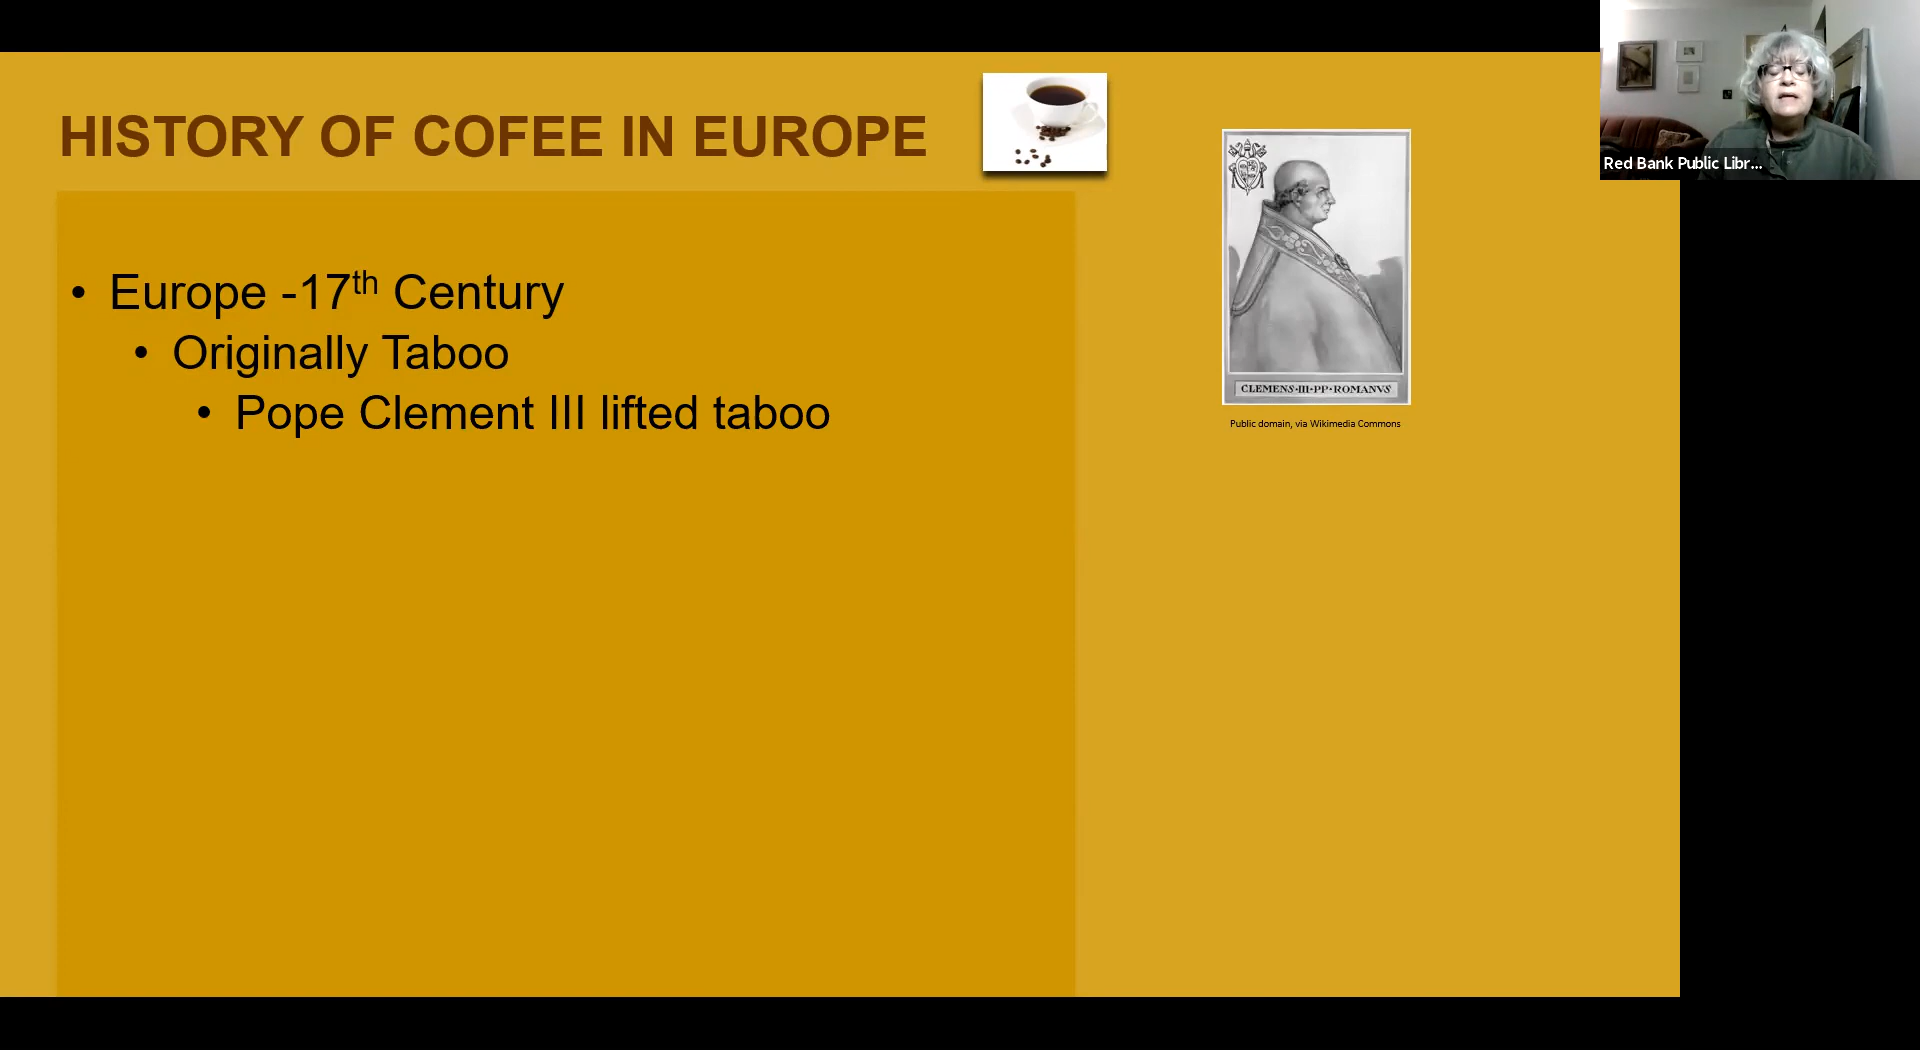 HISTORY OF COFEE IN EUROPE
• Europe -17th Century
• Originally Taboo
• Pope Clement III lifted taboo
CLEMENS·III·PP·ROMANVS
Public domain, via Wikimedia Commons
Red Bank Public Libr...